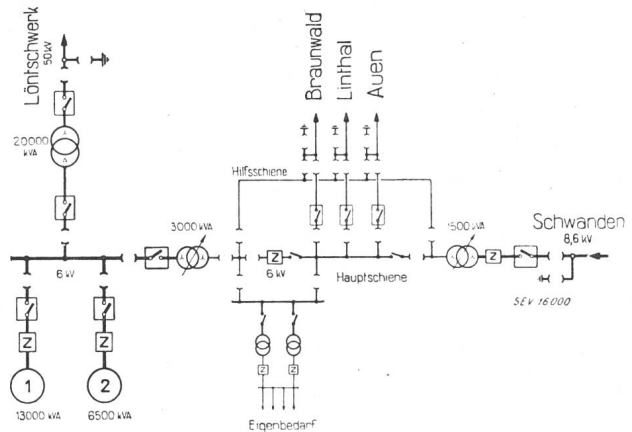 Löntschwerk
50 kV
20000
kVA
Braunwald
Linthal
Auen
Hilfsschiene
3000 kVA
1500 kVA
Schwanden
8,6 kV
6 kV
Z
6 kV
Hauptschiene
Z
SEV 16000
Z
Z
1
2
13000 kVA
6500 kVA
Z
Z
Eigenbedarf